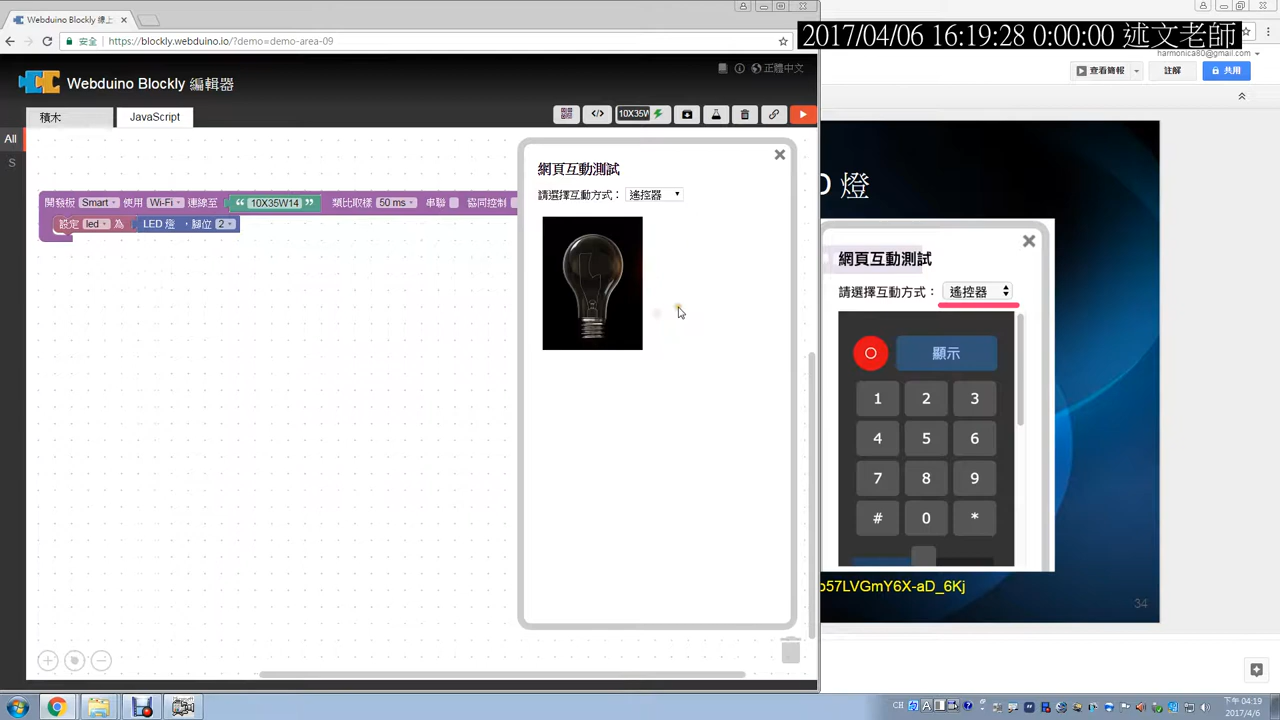 Webduino Blockly 線上
安全 https://blockly.webduino.io/?demo=demo-area-09
2017/04/06 16:19:28 0:00:00 述文老師
harmonica80@gmail.com
Webduino Blockly 編輯器
正體中文
查看簡報
註解
共用
積木
JavaScript
10X35W
All
S
開發板 Smart 使用 Wi-Fi 連線至 “ 10X35W14 ” 類比取樣 50 ms 串聯 協同控制
設定 led 為 LED 燈 ,腳位 2
網頁互動測試
請選擇互動方式: 遙控器
燈
網頁互動測試
請選擇互動方式: 遙控器
顯示
1 2 3
4 5 6
7 8 9
# 0 *
57LVGmY6X-aD_6Kj
34
CH
下午 04:19
2017/4/6